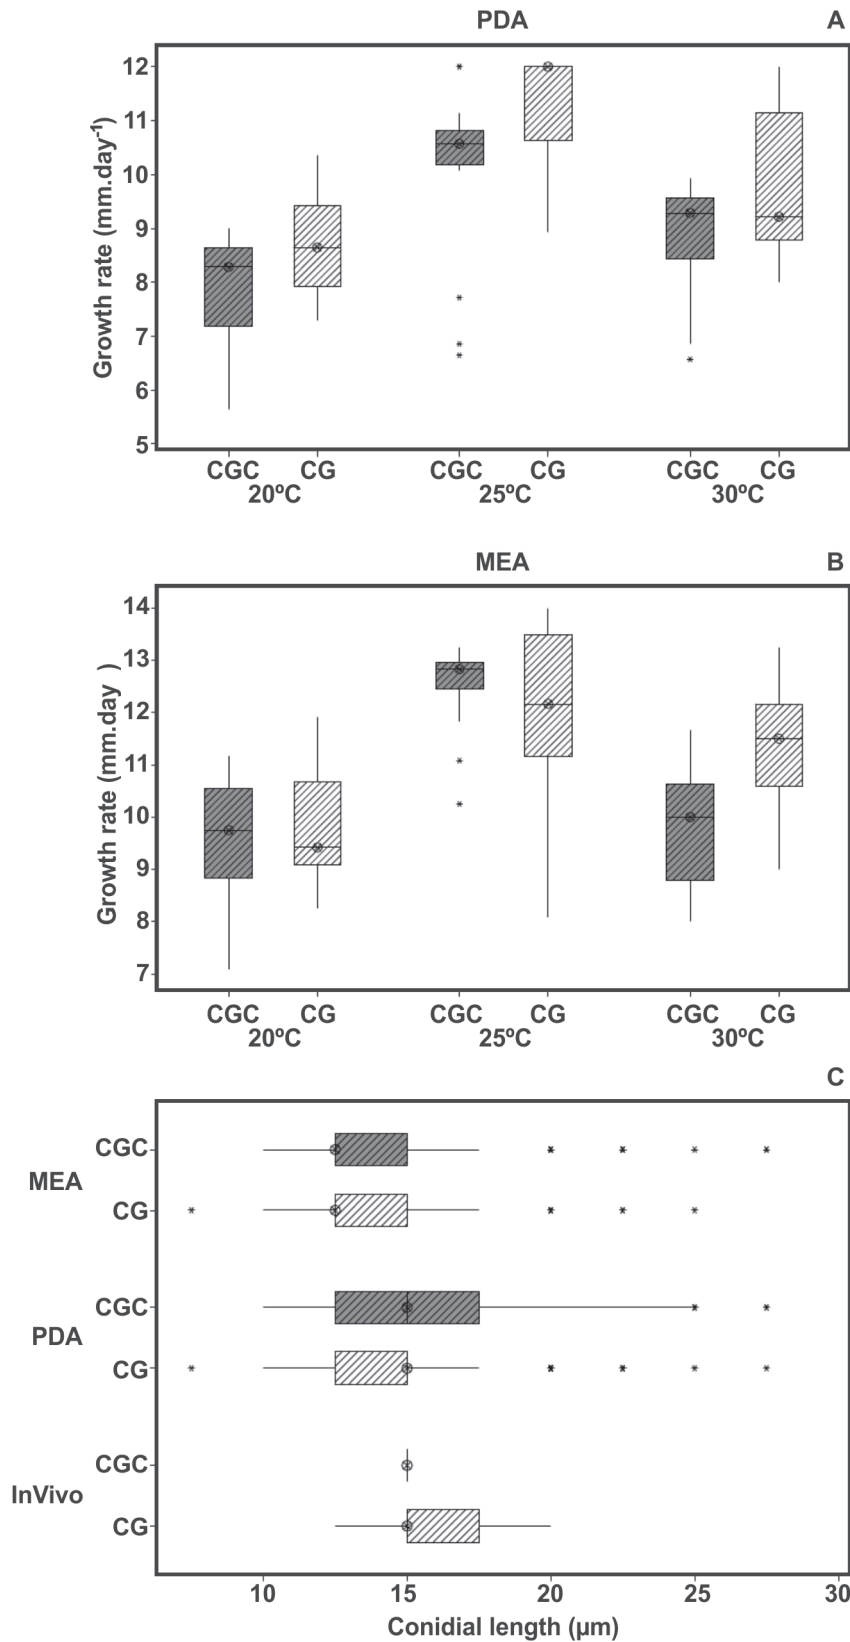 PDA A
Growth rate (mm.day-1)
12
11
10
9
8
7
6
5
CGC CG CGC CG CGC CG
20ºC 25ºC 30ºC
MEA B
Growth rate (mm.day )
14
13
12
11
10
9
8
7
CGC CG CGC CG CGC CG
20ºC 25ºC 30ºC
C
CGC
MEA
CG
CGC
PDA
CG
CGC
InVivo
CG
10 15 20 25 30
Conidial length (µm)